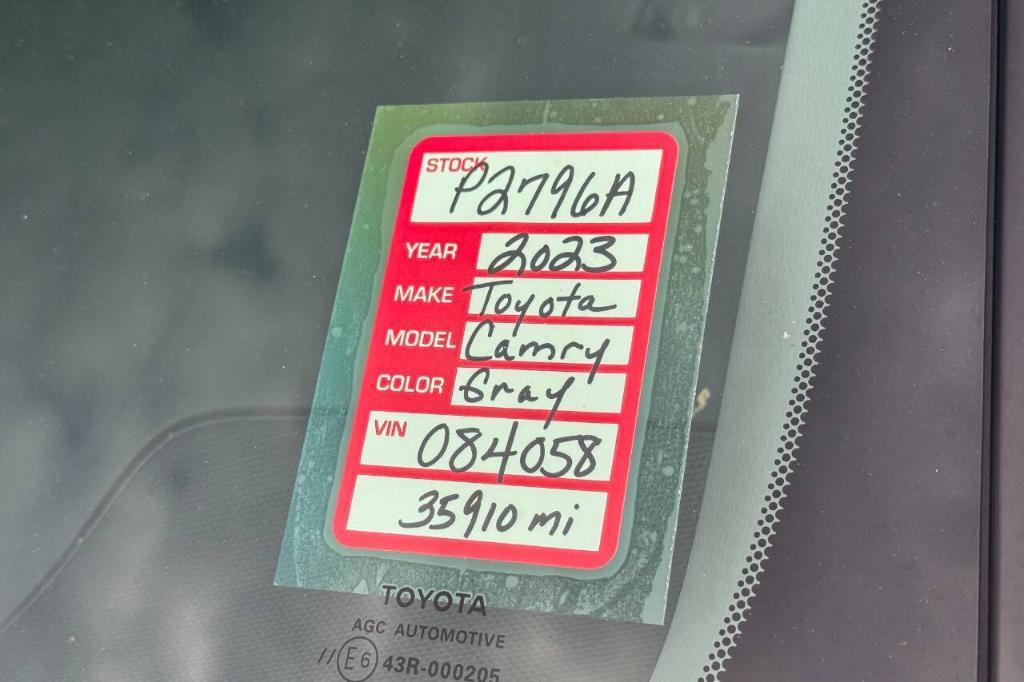 STOCK
P2796A
YEAR 2023
MAKE Toyota
MODEL Camry
COLOR Gray
VIN
084058
35910 mi
TOYOTA
AGC AUTOMOTIVE
// E6 43R-000205